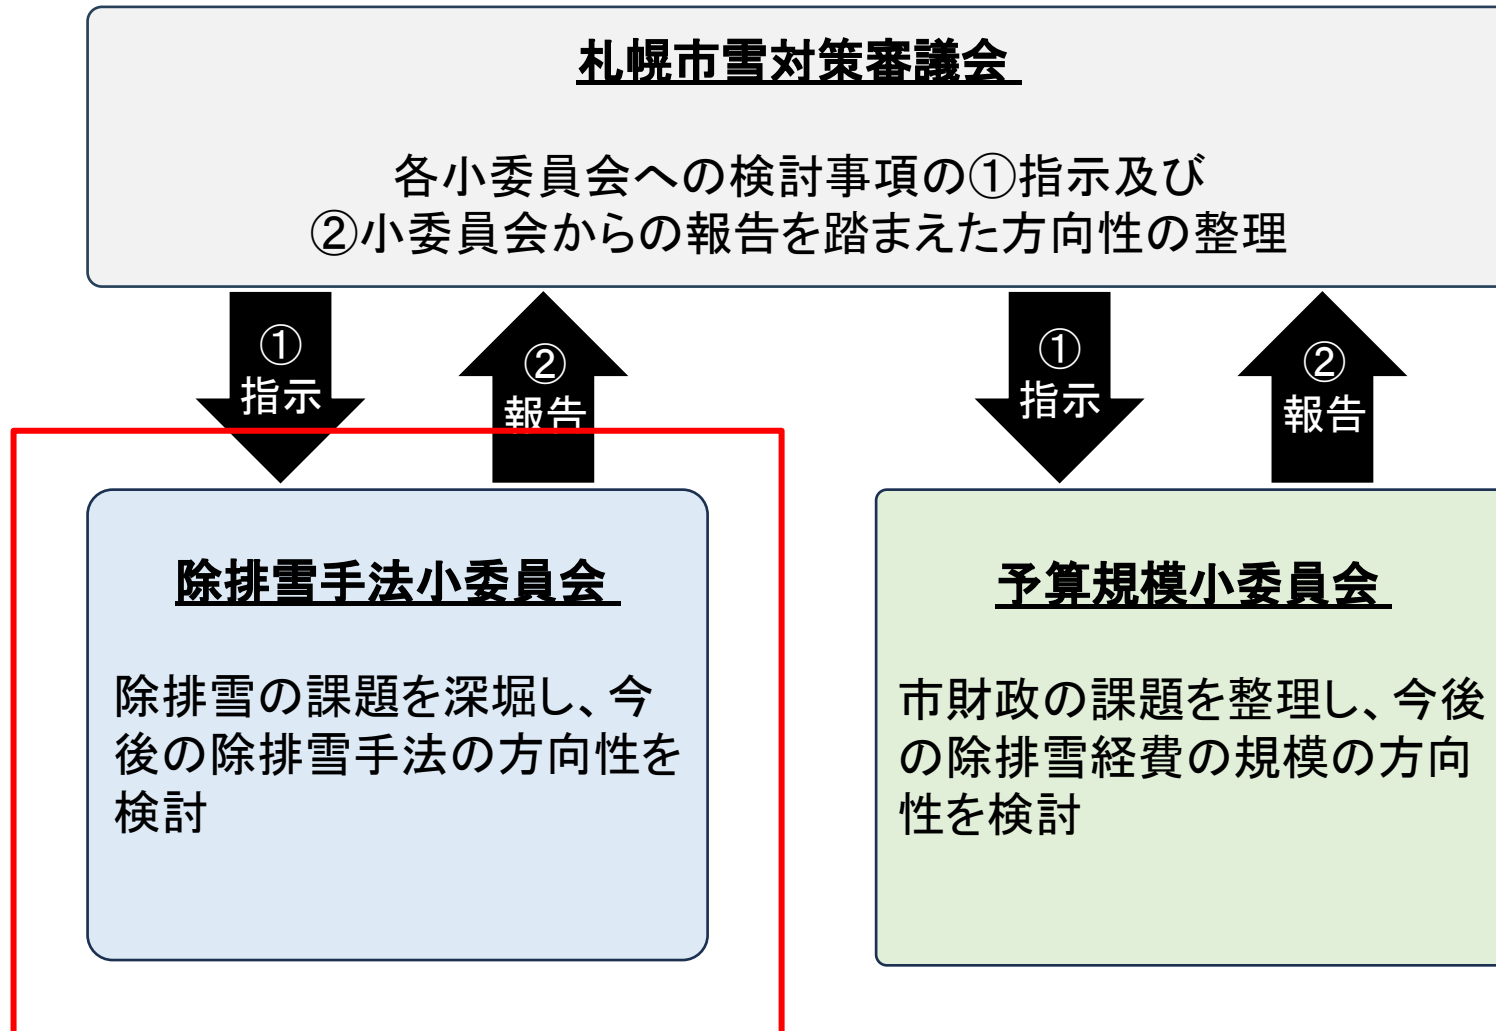 札幌市雪対策審議会
各小委員会への検討事項の①指示及び
②小委員会からの報告を踏まえた方向性の整理
①
指示
②
報告
①
指示
②
報告
除排雪手法小委員会
除排雪の課題を深堀し、今
後の除排雪手法の方向性を
検討
予算規模小委員会
市財政の課題を整理し、今後
の除排雪経費の規模の方向
性を検討